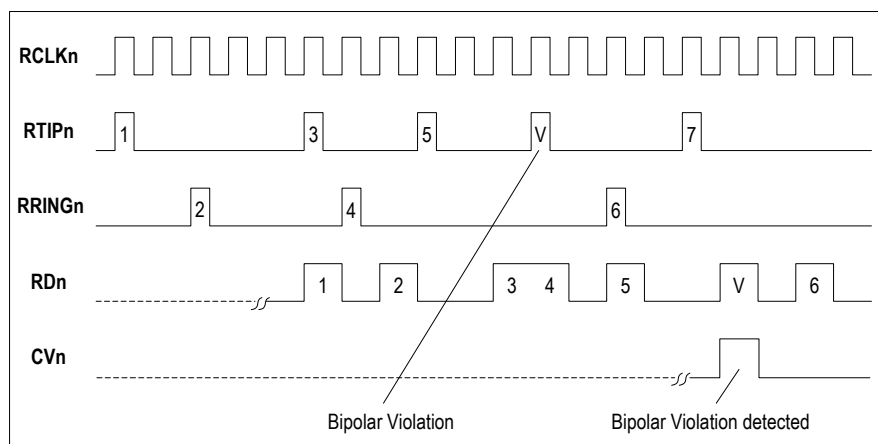 RCLKn
RTIPn
1 3 5 V 7
RRINGn
2 4 6
RDn
1 2 3 4 5 V 6
CVn
Bipolar Violation
Bipolar Violation detected